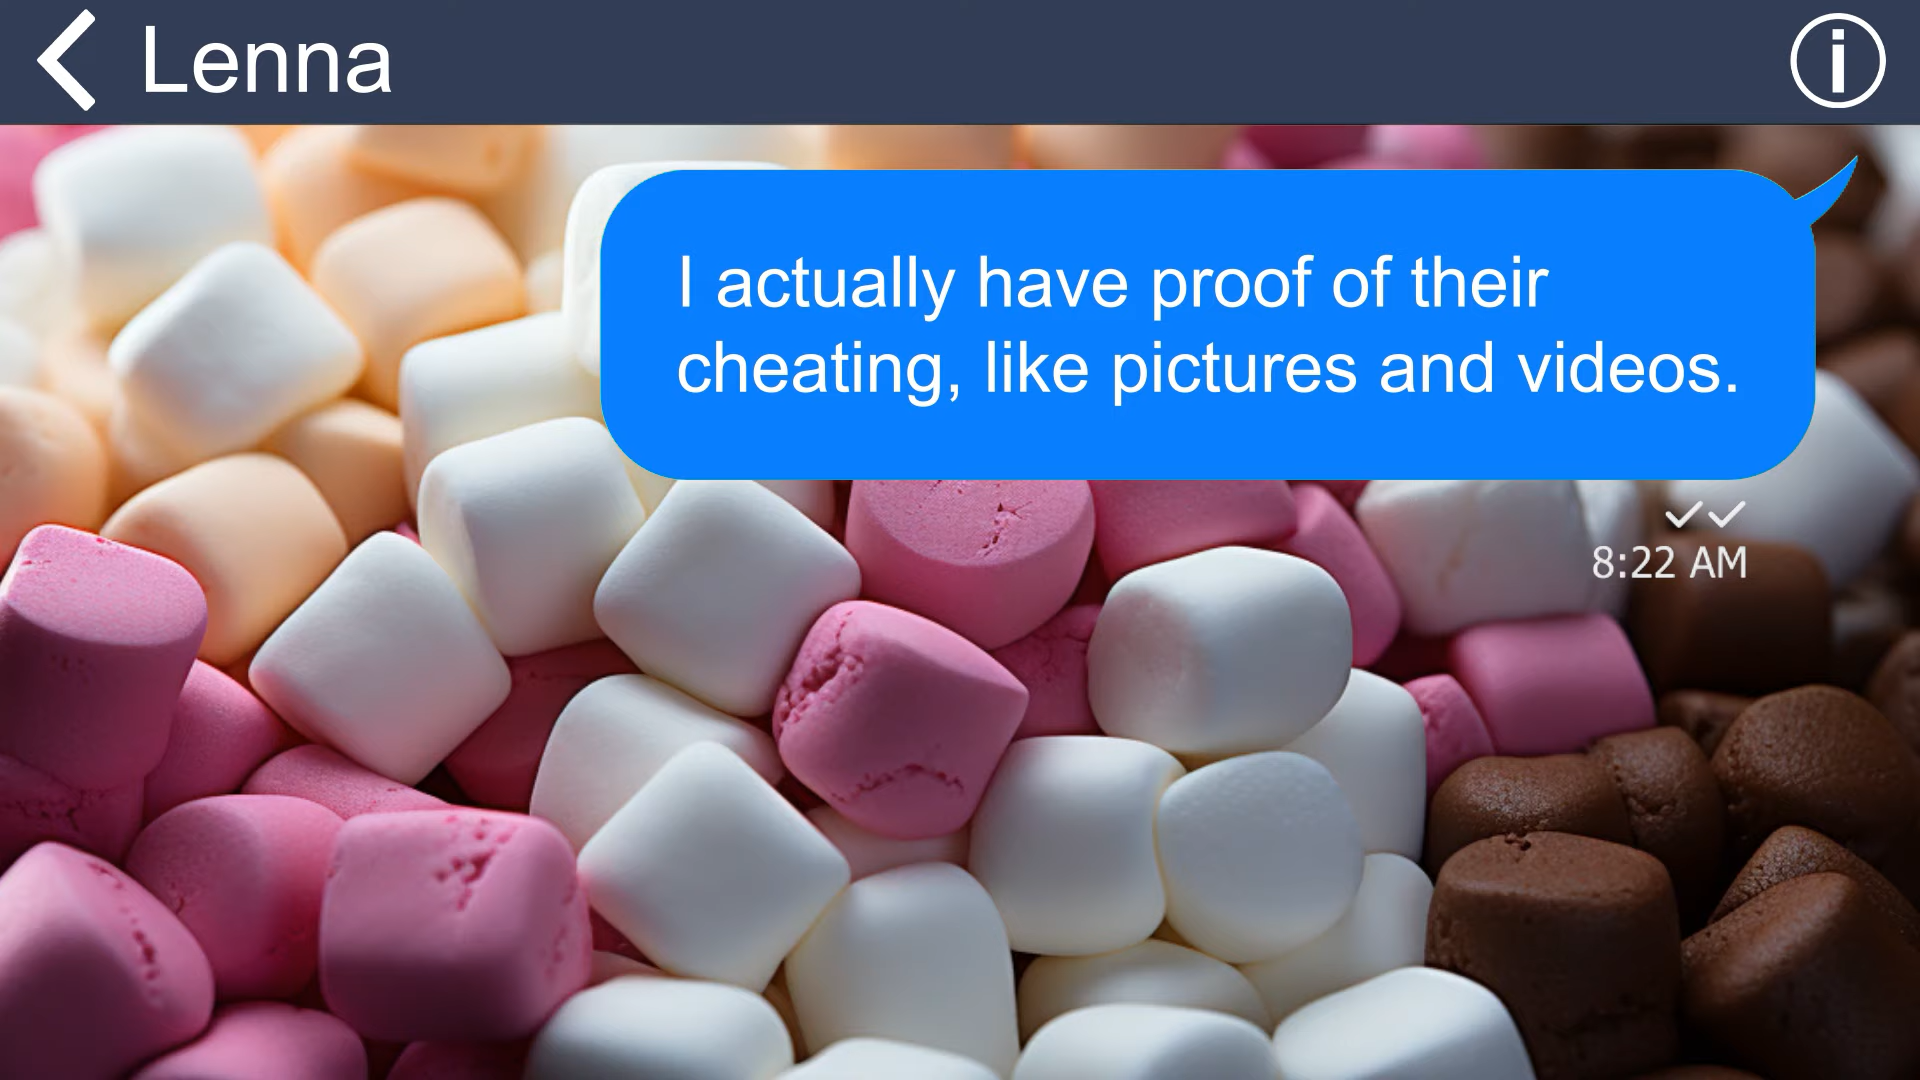 Lenna
I actually have proof of their
cheating, like pictures and videos.
8:22 AM